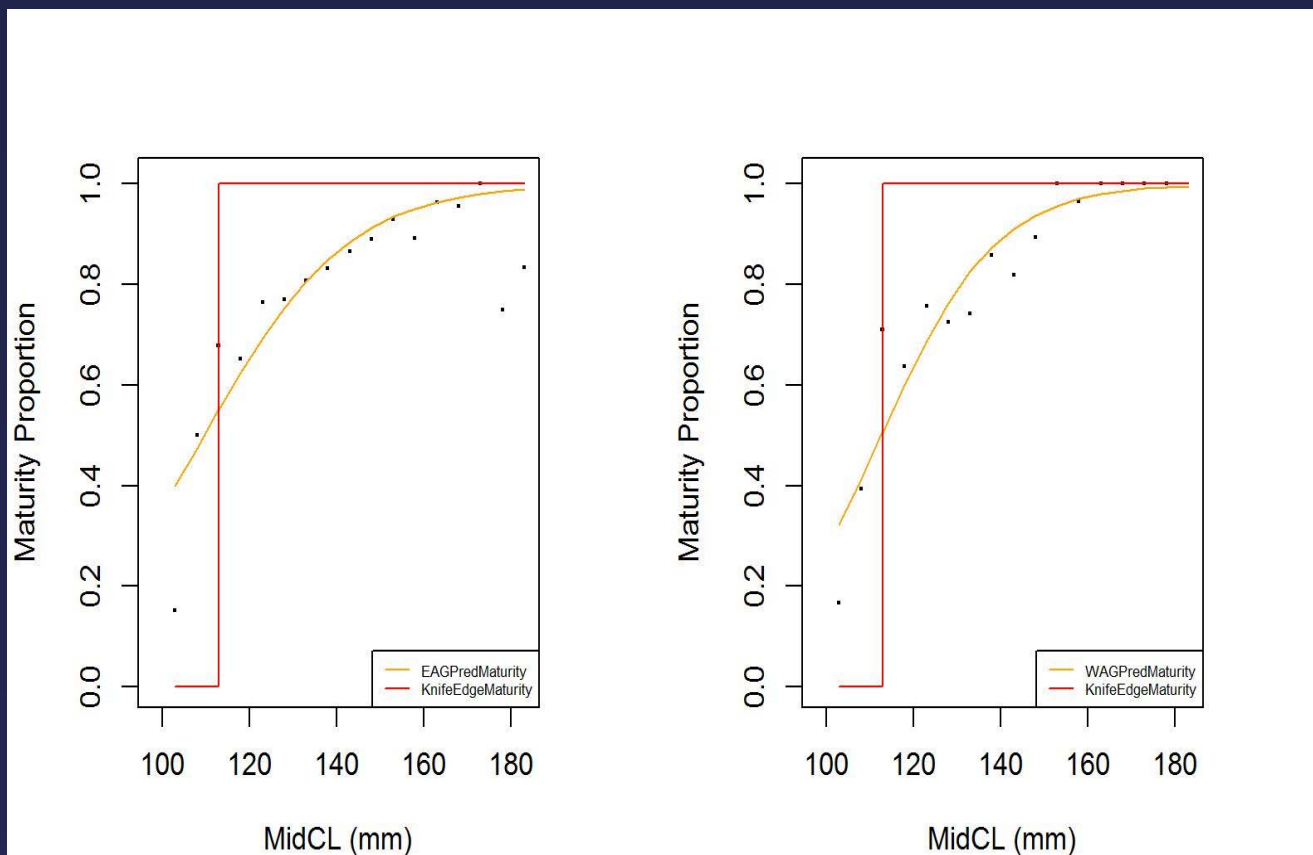 Maturity Proportion
1.0
0.8
0.6
0.4
0.2
0.0
EAGPredMaturity
KnifeEdgeMaturity
100 120 140 160 180
MidCL (mm)
Maturity Proportion
1.0
0.8
0.6
0.4
0.2
0.0
WAGPredMaturity
KnifeEdgeMaturity
100 120 140 160 180
MidCL (mm)